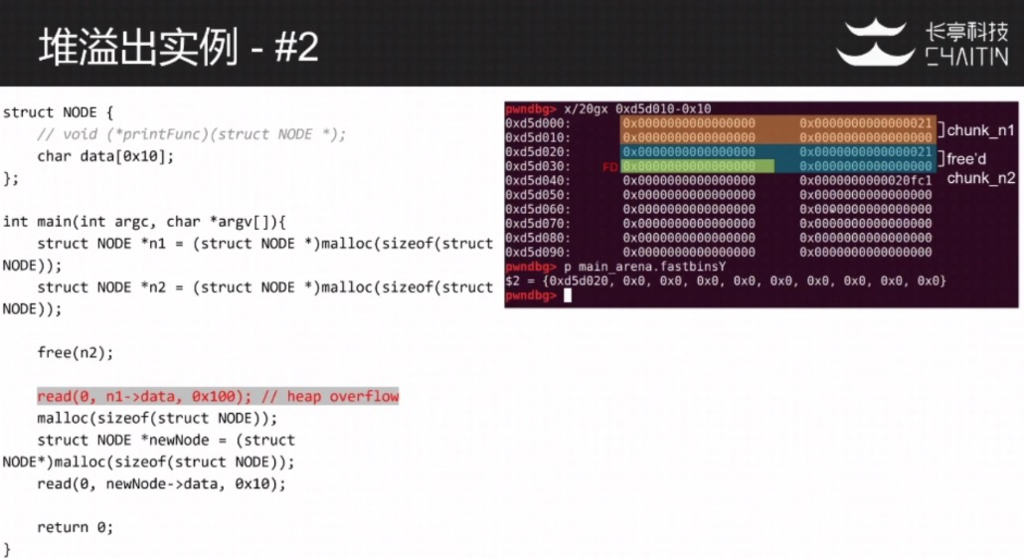 堆溢出实例 - #2
长亭科技
CHAITIN
struct NODE {
// void (*printFunc)(struct NODE *);
char data[0x10];
};
int main(int argc, char *argv[]){
struct NODE *n1 = (struct NODE *)malloc(sizeof(struct
NODE));
struct NODE *n2 = (struct NODE *)malloc(sizeof(struct
NODE));
free(n2);
read(0, n1->data, 0x100); // heap overflow
malloc(sizeof(struct NODE));
struct NODE *newNode = (struct
NODE*)malloc(sizeof(struct NODE));
read(0, newNode->data, 0x10);
return 0;
}
pwndbg> x/20gx 0xd5d010-0x10
0xd5d000: 0x0000000000000000 0x0000000000000021
0xd5d010: 0x0000000000000000 0x0000000000000000
chunk_n1
0xd5d020: 0x0000000000000000 0x0000000000000021
0xd5d030: FD 0x0000000000000000 0x0000000000000000
free'd
chunk_n2
0xd5d040: 0x0000000000000000 0x0000000000020fc1
0xd5d050: 0x0000000000000000 0x0000000000000000
0xd5d060: 0x0000000000000000 0x0000000000000000
0xd5d070: 0x0000000000000000 0x0000000000000000
0xd5d080: 0x0000000000000000 0x0000000000000000
0xd5d090: 0x0000000000000000 0x0000000000000000
pwndbg> p main_arena.fastbinsY
$2 = {0xd5d020, 0x0, 0x0, 0x0, 0x0, 0x0, 0x0, 0x0, 0x0, 0x0}
pwndbg>